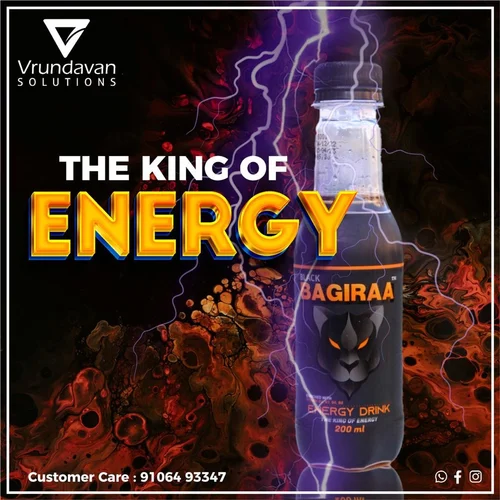 Vrundavan
SOLUTIONS
THE KING OF
ENERGY
BLACK
BAGIRAA™
ENERGY DRINK
THE KING OF ENERGY
200 ml
Customer Care : 91064 93347